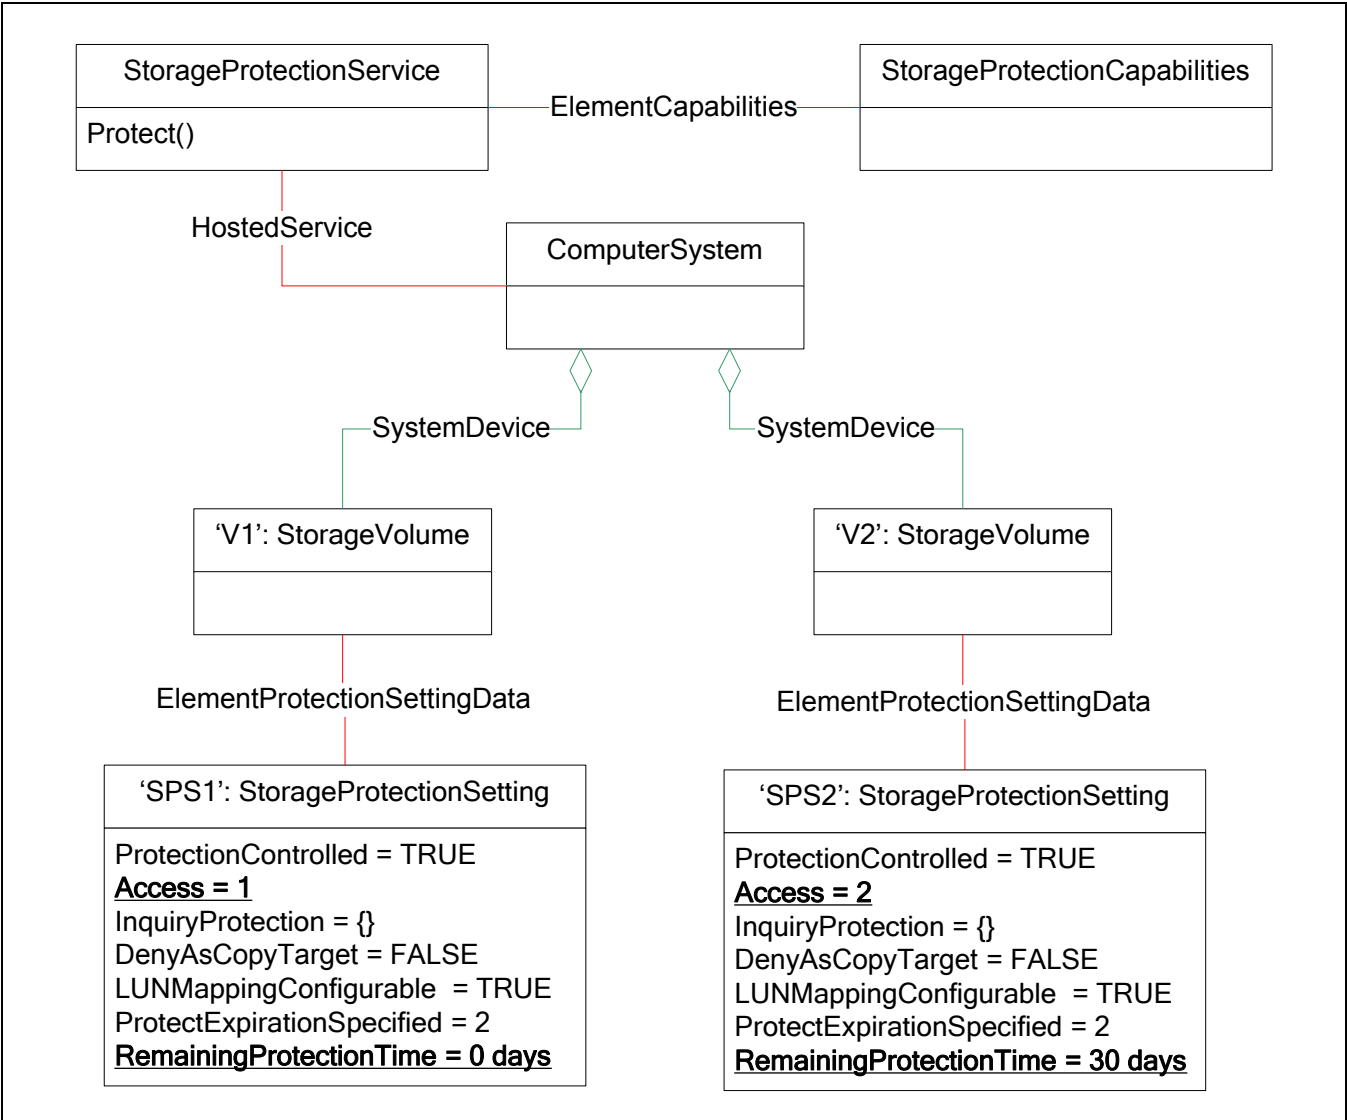 StorageProtectionService
Protect()
ElementCapabilities
StorageProtectionCapabilities
HostedService
ComputerSystem
SystemDevice
SystemDevice
‘V1’: StorageVolume
‘V2’: StorageVolume
ElementProtectionSettingData
ElementProtectionSettingData
‘SPS1’: StorageProtectionSetting
ProtectionControlled = TRUE
Access = 1
InquiryProtection = {}
DenyAsCopyTarget = FALSE
LUNMappingConfigurable = TRUE
ProtectExpirationSpecified = 2
RemainingProtectionTime = 0 days
‘SPS2’: StorageProtectionSetting
ProtectionControlled = TRUE
Access = 2
InquiryProtection = {}
DenyAsCopyTarget = FALSE
LUNMappingConfigurable = TRUE
ProtectExpirationSpecified = 2
RemainingProtectionTime = 30 days